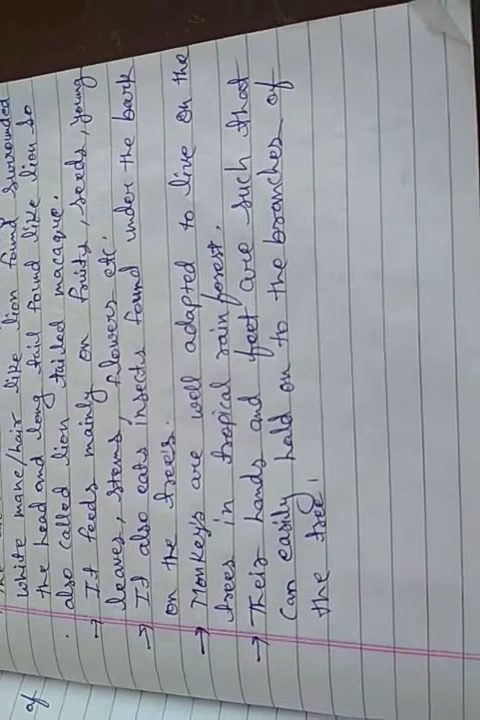 White mane/hair like lion found surrounded
the head and long tail found like lion so
also called lion tailed macaque.
→ It feeds mainly on fruits, seeds, young
leaves, stems, flowers etc.
→ It also eats insects found under the bark
on the tree's.
→ Monkeys are well adapted to live on the
trees in tropical rain forest.
→ Their hands and feet are such that
Can easily hold on to the branches of
the tree.
of